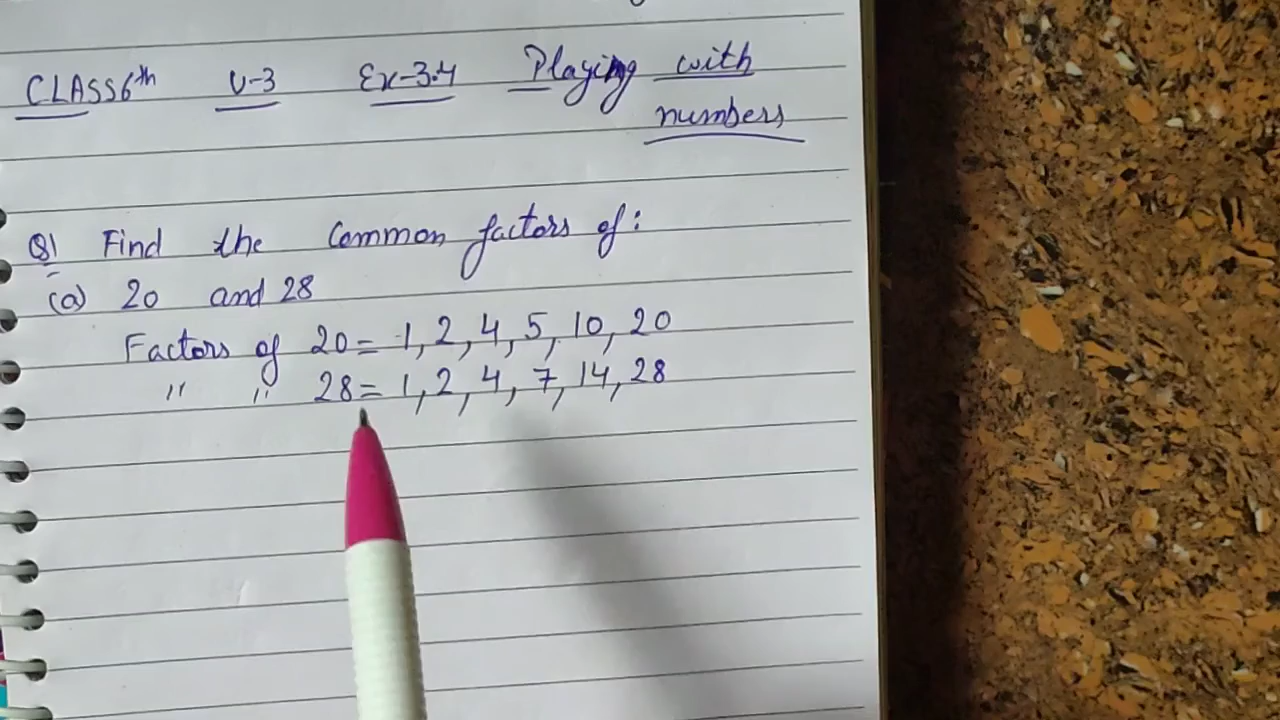 CLASS 6th U-3 Ex-3.4 Playing with
numbers
Q1 Find the Common factors of:
(a) 20 and 28
Factors of 20 = 1, 2, 4, 5, 10, 20
" " 28 = 1, 2, 4, 7, 14, 28